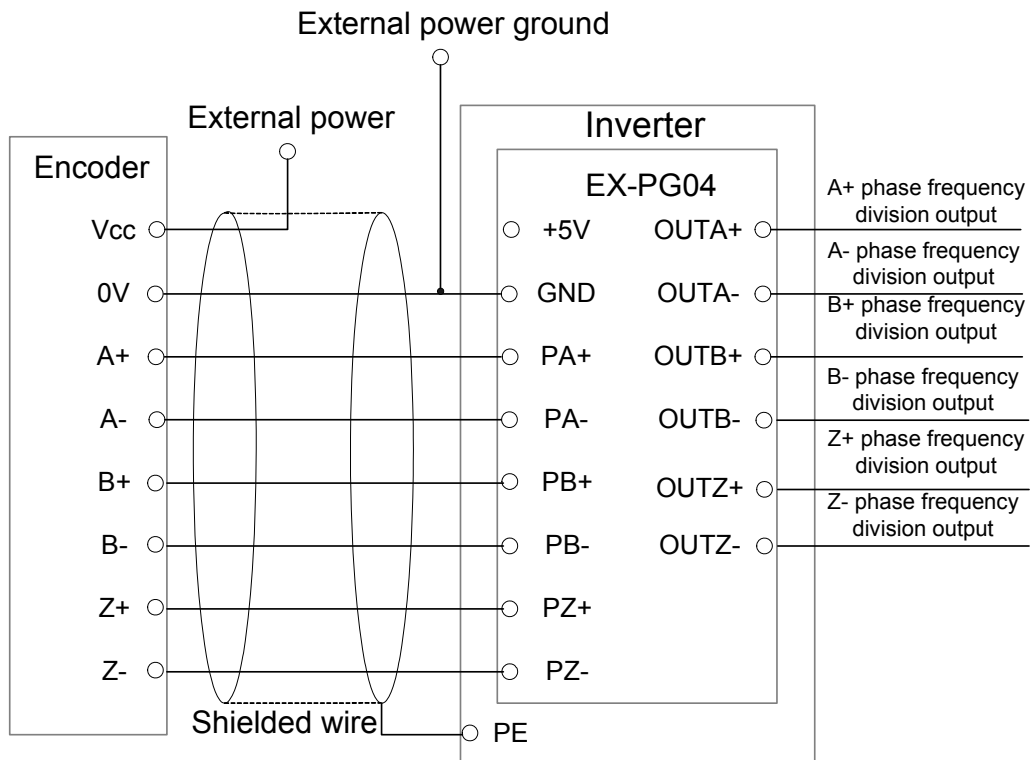 External power ground
External power
Inverter
Encoder
EX-PG04
Vcc
+5V
OUTA+
A+ phase frequency
division output
0V
GND
OUTA-
A- phase frequency
division output
A+
PA+
OUTB+
B+ phase frequency
division output
A-
PA-
OUTB-
B- phase frequency
division output
B+
PB+
OUTZ+
Z+ phase frequency
division output
B-
PB-
OUTZ-
Z- phase frequency
division output
Z+
PZ+
Z-
PZ-
Shielded wire
PE